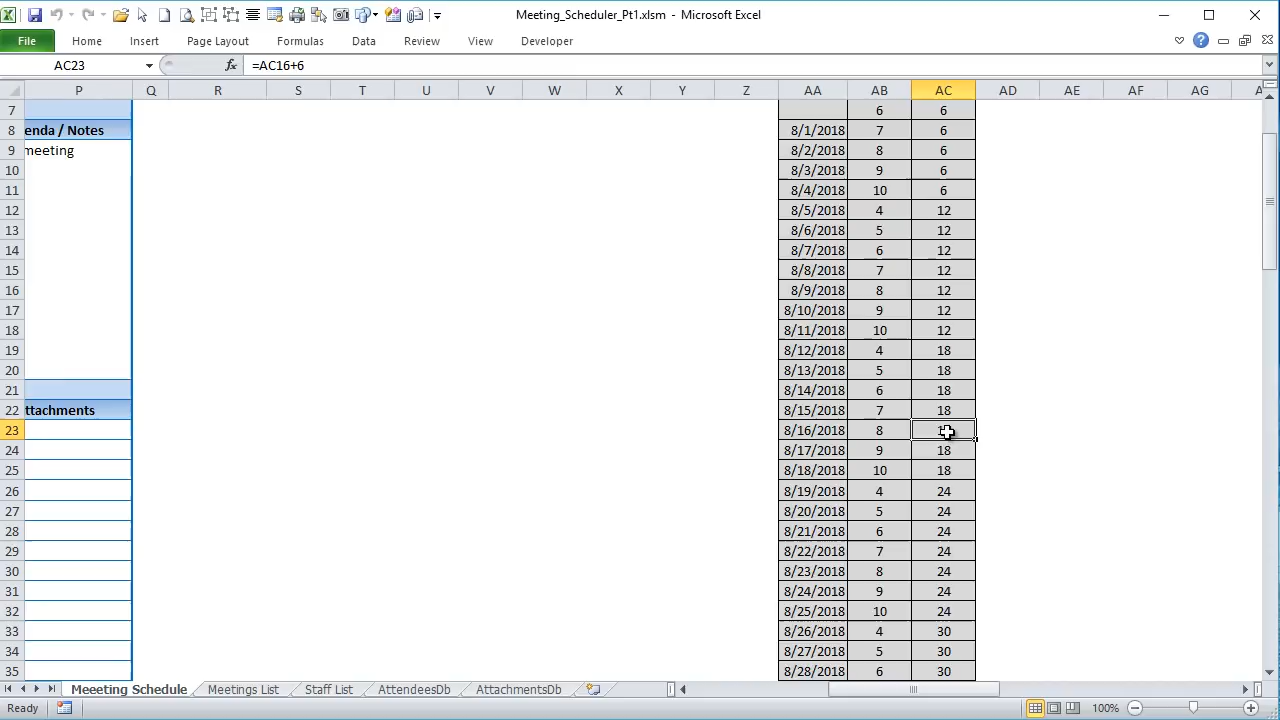 Meeting_Scheduler_Pt1.xlsm - Microsoft Excel
File Home Insert Page Layout Formulas Data Review View Developer
AC23 fx =AC16+6
P Q R S T U V W X Y Z AA AB AC AD AE AF AG
7 6 6
8 enda / Notes 8/1/2018 7 6
9 meeting 8/2/2018 8 6
10 8/3/2018 9 6
11 8/4/2018 10 6
12 8/5/2018 4 12
13 8/6/2018 5 12
14 8/7/2018 6 12
15 8/8/2018 7 12
16 8/9/2018 8 12
17 8/10/2018 9 12
18 8/11/2018 10 12
19 8/12/2018 4 18
20 8/13/2018 5 18
21 8/14/2018 6 18
22 ttachments 8/15/2018 7 18
23 8/16/2018 8
24 8/17/2018 9 18
25 8/18/2018 10 18
26 8/19/2018 4 24
27 8/20/2018 5 24
28 8/21/2018 6 24
29 8/22/2018 7 24
30 8/23/2018 8 24
31 8/24/2018 9 24
32 8/25/2018 10 24
33 8/26/2018 4 30
34 8/27/2018 5 30
35 8/28/2018 6 30
Meeeting Schedule Meetings List Staff List AttendeesDb AttachmentsDb
Ready 100%